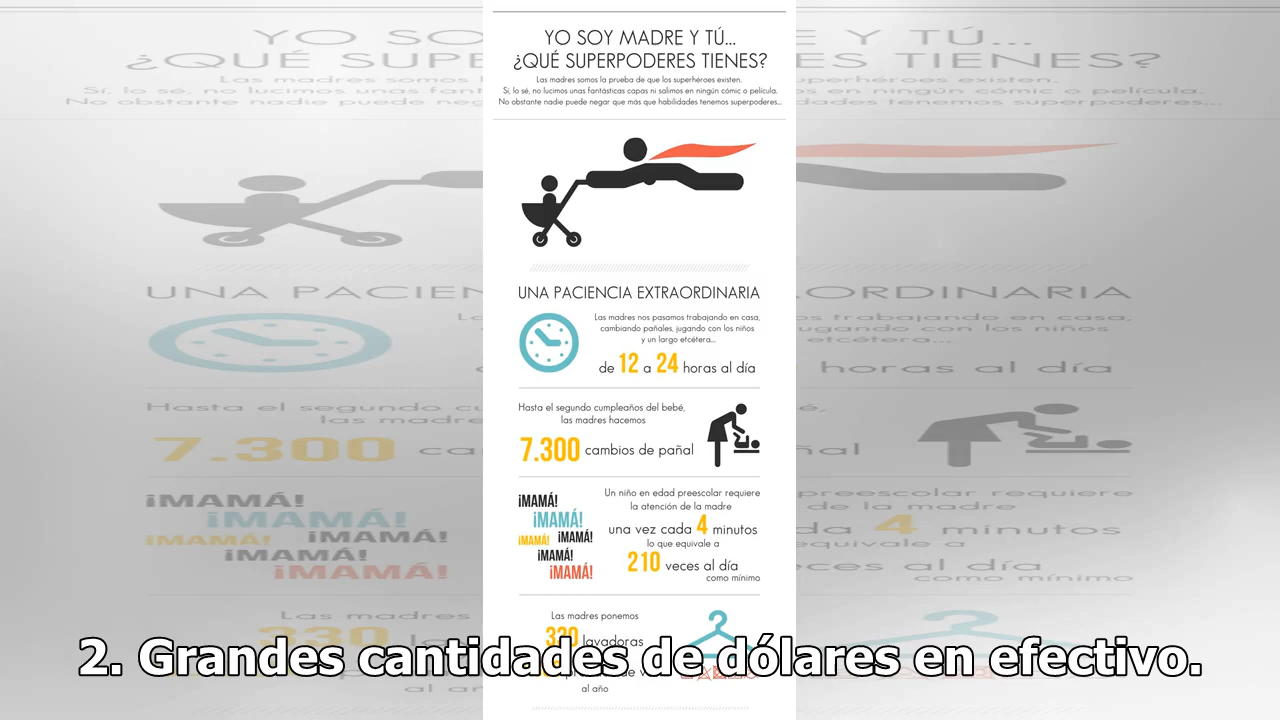 YO SOY MADRE Y TÚ...
¿QUÉ SUPERPODERES TIENES?
Las madres somos la prueba de que los superhéroes existen.
Sí, lo sé, no lucimos unas fantásticas capas ni salimos en ningún cómic o película.
No obstante nadie puede negar que más que habilidades tenemos superpoderes...
UNA PACIENCIA EXTRAORDINARIA
Las madres nos pasamos trabajando en casa,
cambiando pañales, jugando con los niños
y un largo etcétera...
de 12 a 24 horas al día
Hasta el segundo cumpleaños del bebé,
las madres hacemos
7.300 cambios de pañal
¡MAMÁ!
¡MAMÁ!
¡MAMÁ!
¡MAMÁ!
¡MAMÁ!
¡MAMÁ!
Un niño en edad preescolar requiere
la atención de la madre
una vez cada 4 minutos
lo que equivale a
210 veces al día
como mínimo
Las madres ponemos
330 lavadoras
al año
2. Grandes cantidades de dólares en efectivo.